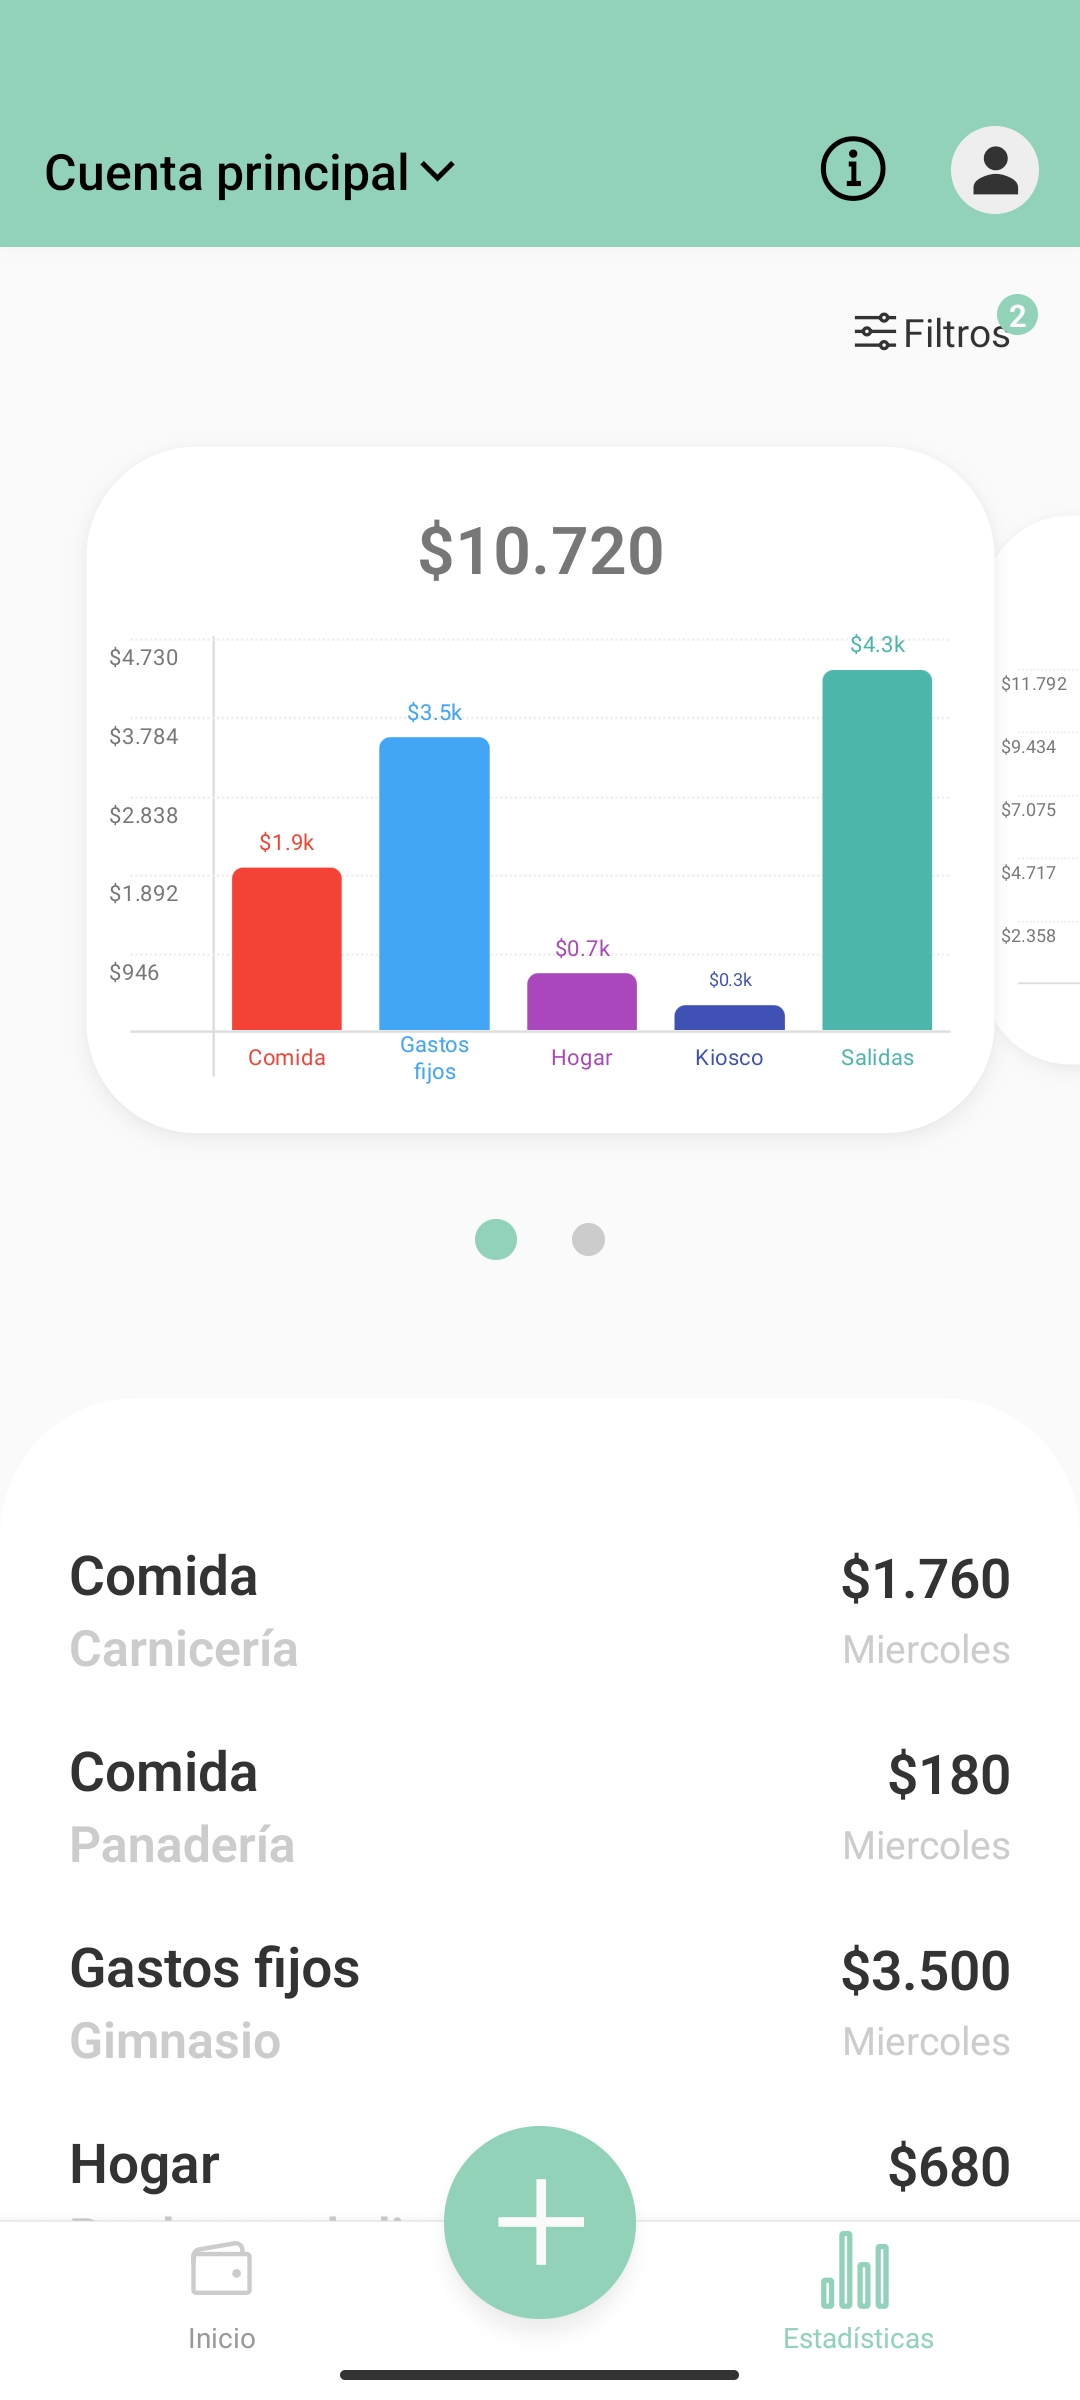 Cuenta principal
Filtros
2
$10.720
$4.730
$3.784
$2.838
$1.892
$946
$1.9k
$3.5k
$0.7k
$0.3k
$4.3k
Comida
Gastos
fijos
Hogar
Kiosco
Salidas
$11.792
$9.434
$7.075
$4.717
$2.358
Comida
$1.760
Carnicería
Miercoles
Comida
$180
Panadería
Miercoles
Gastos fijos
$3.500
Gimnasio
Miercoles
Hogar
$680
Inicio
Estadísticas